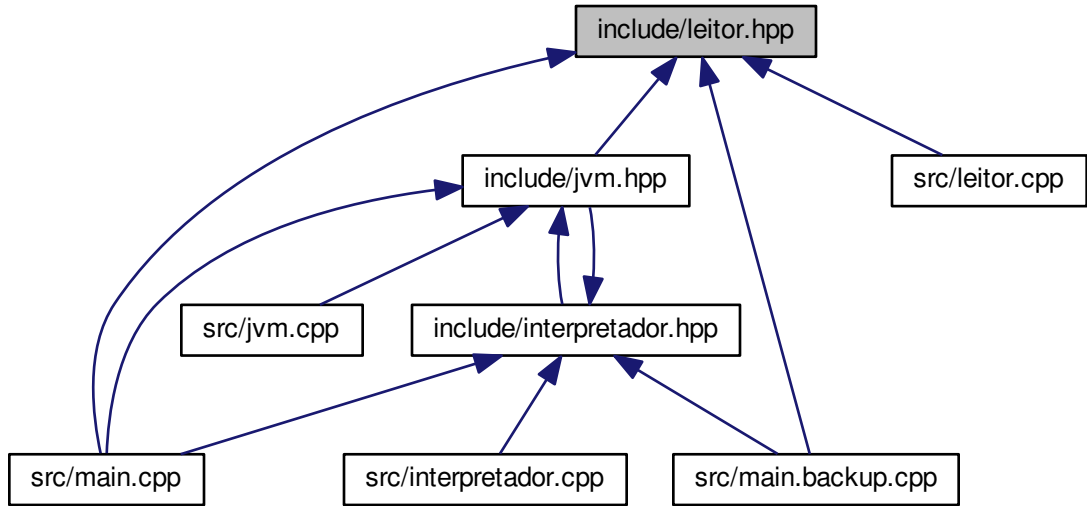 include/leitor.hpp
include/jvm.hpp
src/leitor.cpp
src/jvm.cpp
include/interpretador.hpp
src/main.cpp
src/interpretador.cpp
src/main.backup.cpp